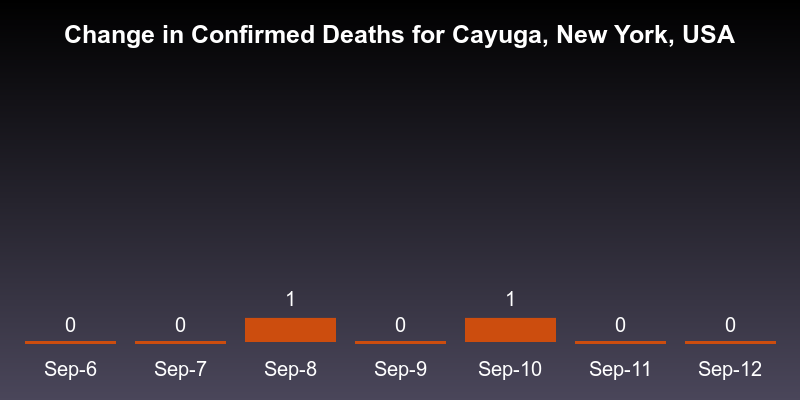 Change in Confirmed Deaths for Cayuga, New York, USA
0 0 1 0 1 0 0
Sep-6 Sep-7 Sep-8 Sep-9 Sep-10 Sep-11 Sep-12